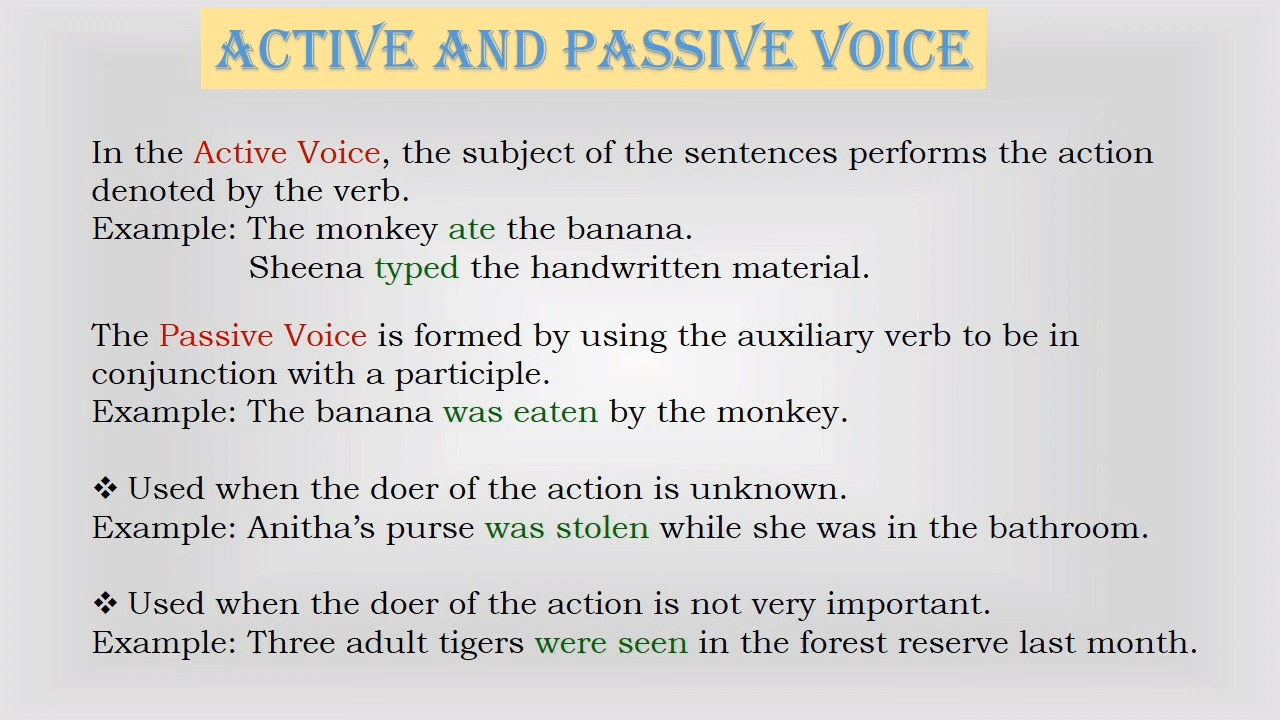 ACTIVE AND PASSIVE VOICE
In the Active Voice, the subject of the sentences performs the action
denoted by the verb.
Example: The monkey ate the banana.
Sheena typed the handwritten material.
The Passive Voice is formed by using the auxiliary verb to be in
conjunction with a participle.
Example: The banana was eaten by the monkey.
❖ Used when the doer of the action is unknown.
Example: Anitha’s purse was stolen while she was in the bathroom.
❖ Used when the doer of the action is not very important.
Example: Three adult tigers were seen in the forest reserve last month.